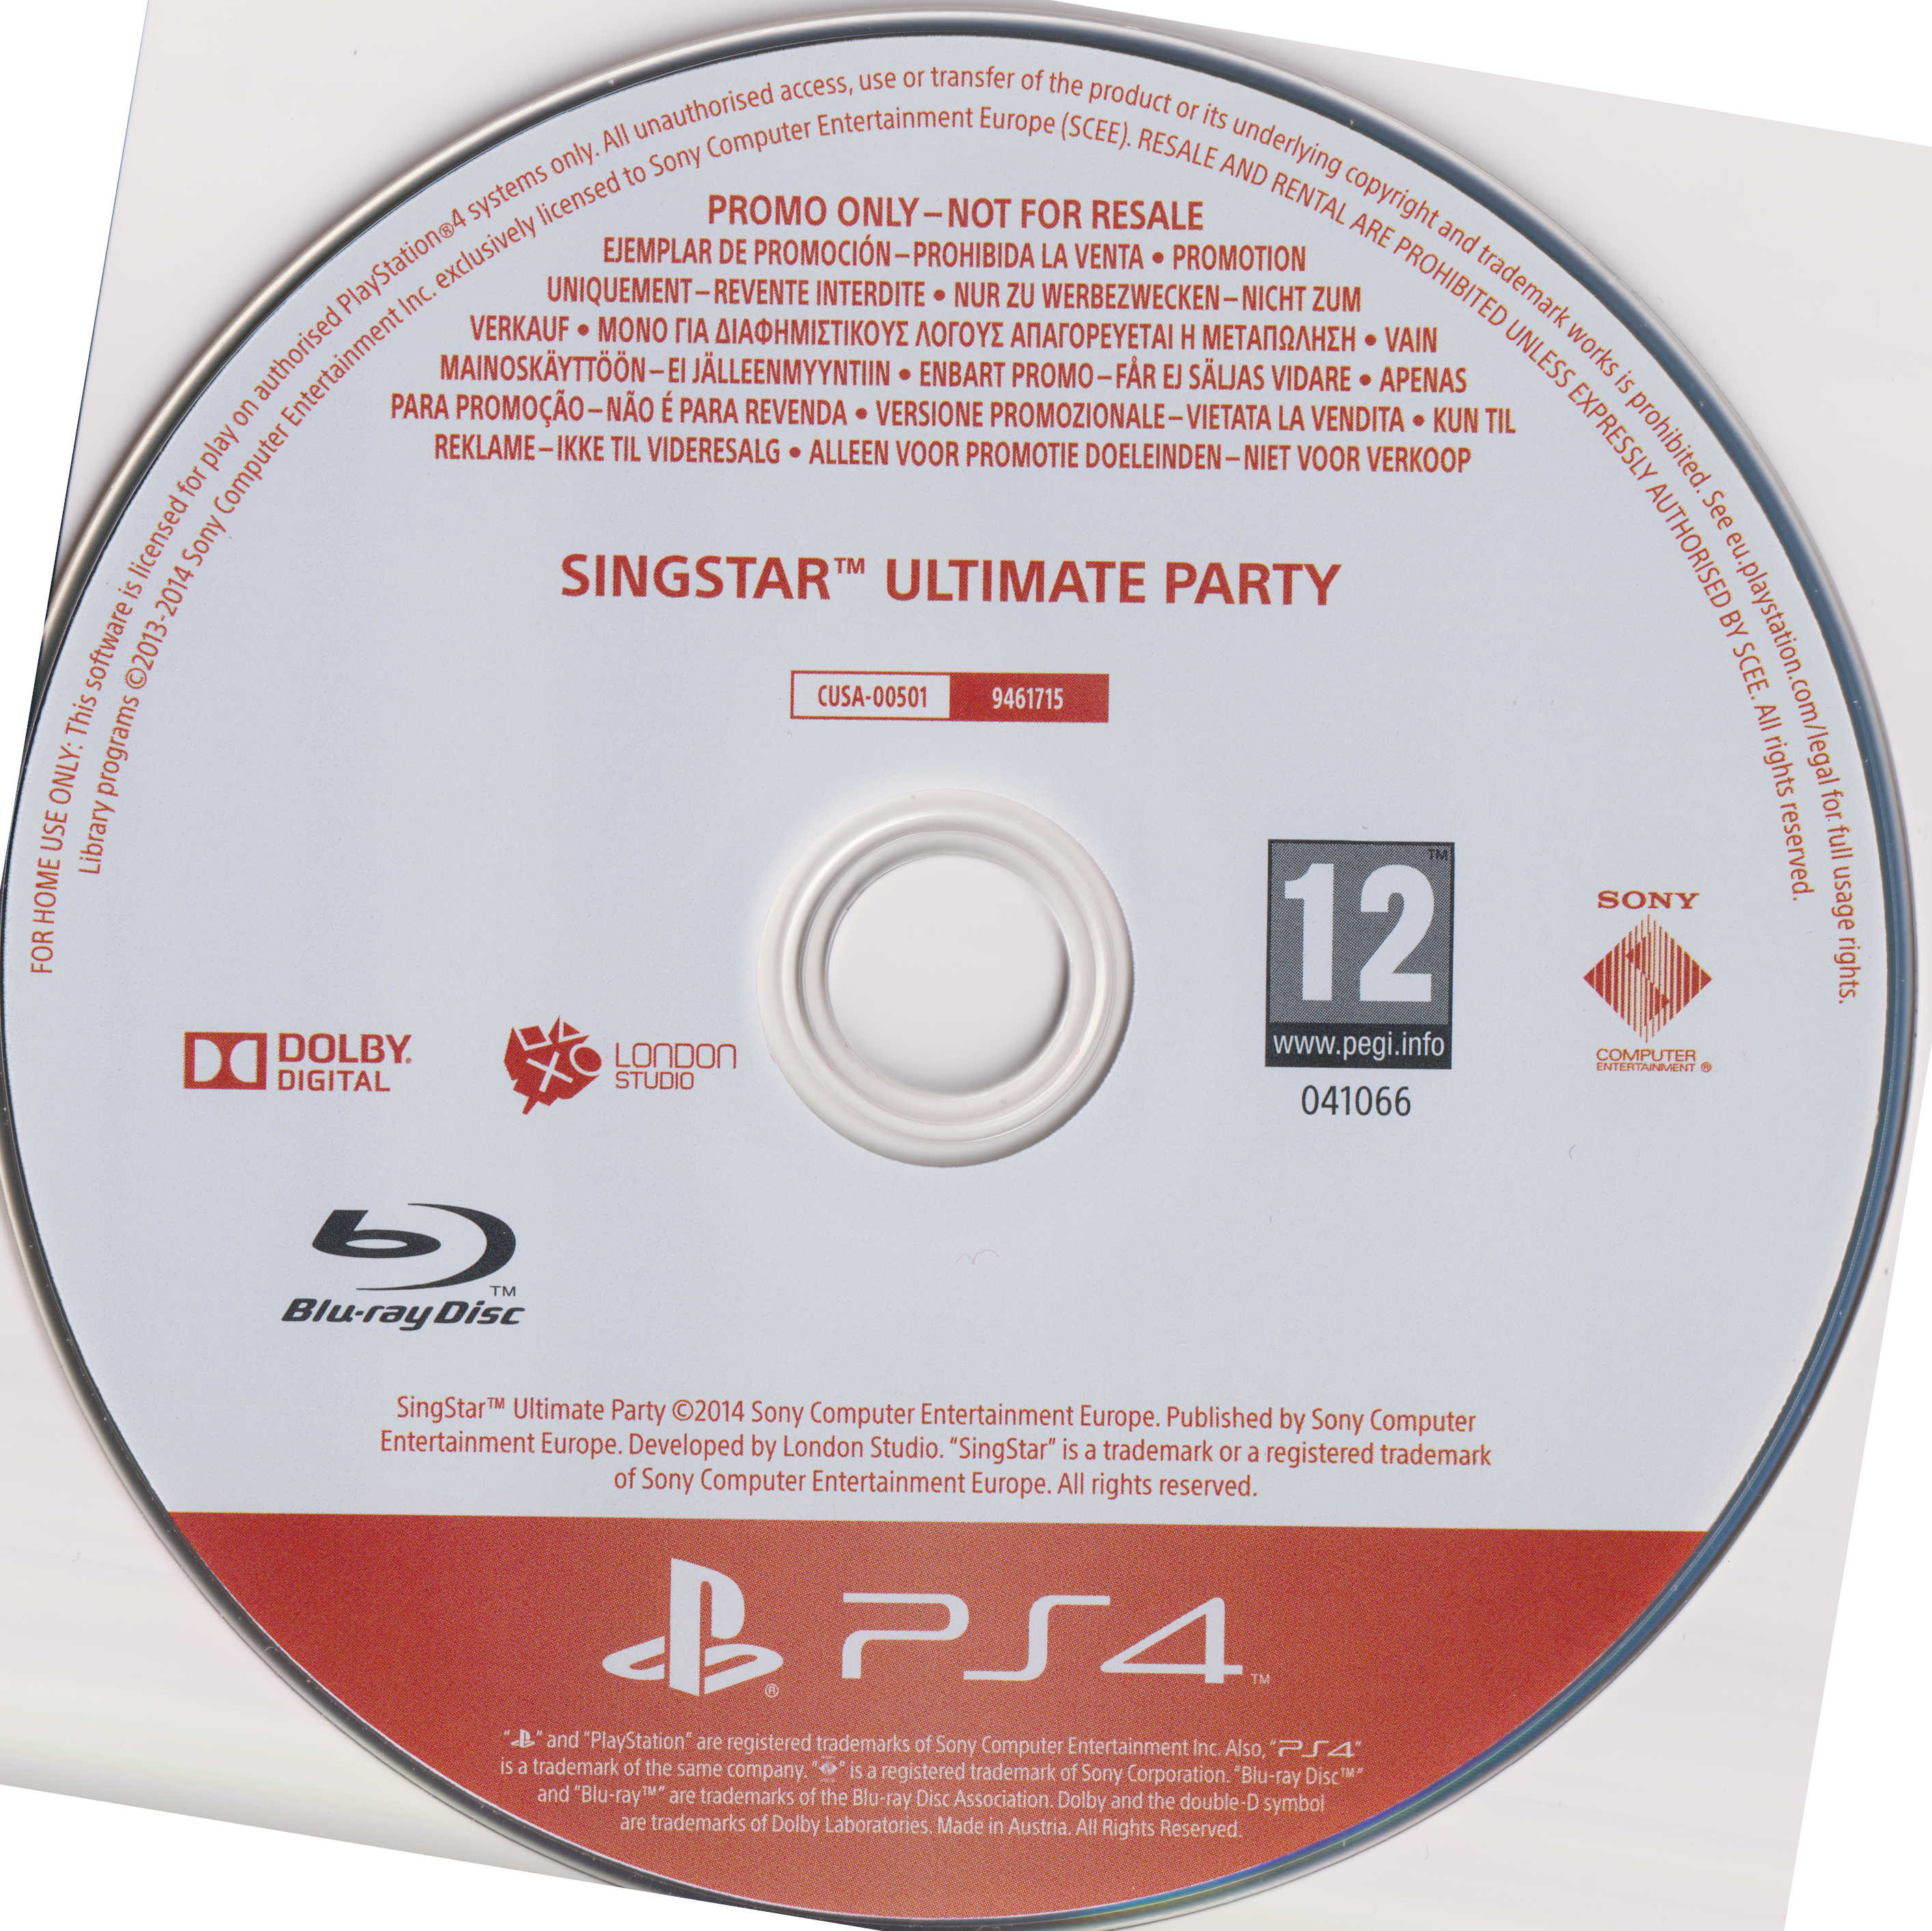 FOR HOME USE ONLY: This software is licensed for play on authorised PlayStation®4 systems only. All unauthorised access, use or transfer of the product or its underlying copyright and trademark works is prohibited. See eu.playstation.com/legal for full usage rights.
Library programs ©2013-2014 Sony Computer Entertainment Inc. exclusively licensed to Sony Computer Entertainment Europe (SCEE). RESALE AND RENTAL ARE PROHIBITED UNLESS EXPRESSLY AUTHORISED BY SCEE. All rights reserved.
PROMO ONLY – NOT FOR RESALE
EJEMPLAR DE PROMOCIÓN – PROHIBIDA LA VENTA • PROMOTION
UNIQUEMENT – REVENTE INTERDITE • NUR ZU WERBEZWECKEN – NICHT ZUM
VERKAUF • ΜΟΝΟ ΓΙΑ ΔΙΑΦΗΜΙΣΤΙΚΟΥΣ ΛΟΓΟΥΣ ΑΠΑΓΟΡΕΥΕΤΑΙ Η ΜΕΤΑΠΩΛΗΣΗ • VAIN
MAINOSKÄYTTÖÖN – EI JÄLLEENMYYNTIIN • ENBART PROMO – FÅR EJ SÄLJAS VIDARE • APENAS
PARA PROMOÇÃO – NÃO É PARA REVENDA • VERSIONE PROMOZIONALE – VIETATA LA VENDITA • KUN TIL
REKLAME – IKKE TIL VIDERESALG • ALLEEN VOOR PROMOTIE DOELEINDEN – NIET VOOR VERKOOP
SINGSTAR™ ULTIMATE PARTY
CUSA-00501 9461715
12™
www.pegi.info
041066
SONY
COMPUTER
ENTERTAINMENT ®
DOLBY®
DIGITAL
LONDON
STUDIO
Blu-ray Disc™
SingStar™ Ultimate Party ©2014 Sony Computer Entertainment Europe. Published by Sony Computer
Entertainment Europe. Developed by London Studio. “SingStar” is a trademark or a registered trademark
of Sony Computer Entertainment Europe. All rights reserved.
® PS4™
“ ” and “PlayStation” are registered trademarks of Sony Computer Entertainment Inc. Also, “PS4”
is a trademark of the same company. “ ” is a registered trademark of Sony Corporation. “Blu-ray Disc™”
and “Blu-ray™” are trademarks of the Blu-ray Disc Association. Dolby and the double-D symbol
are trademarks of Dolby Laboratories. Made in Austria. All Rights Reserved.